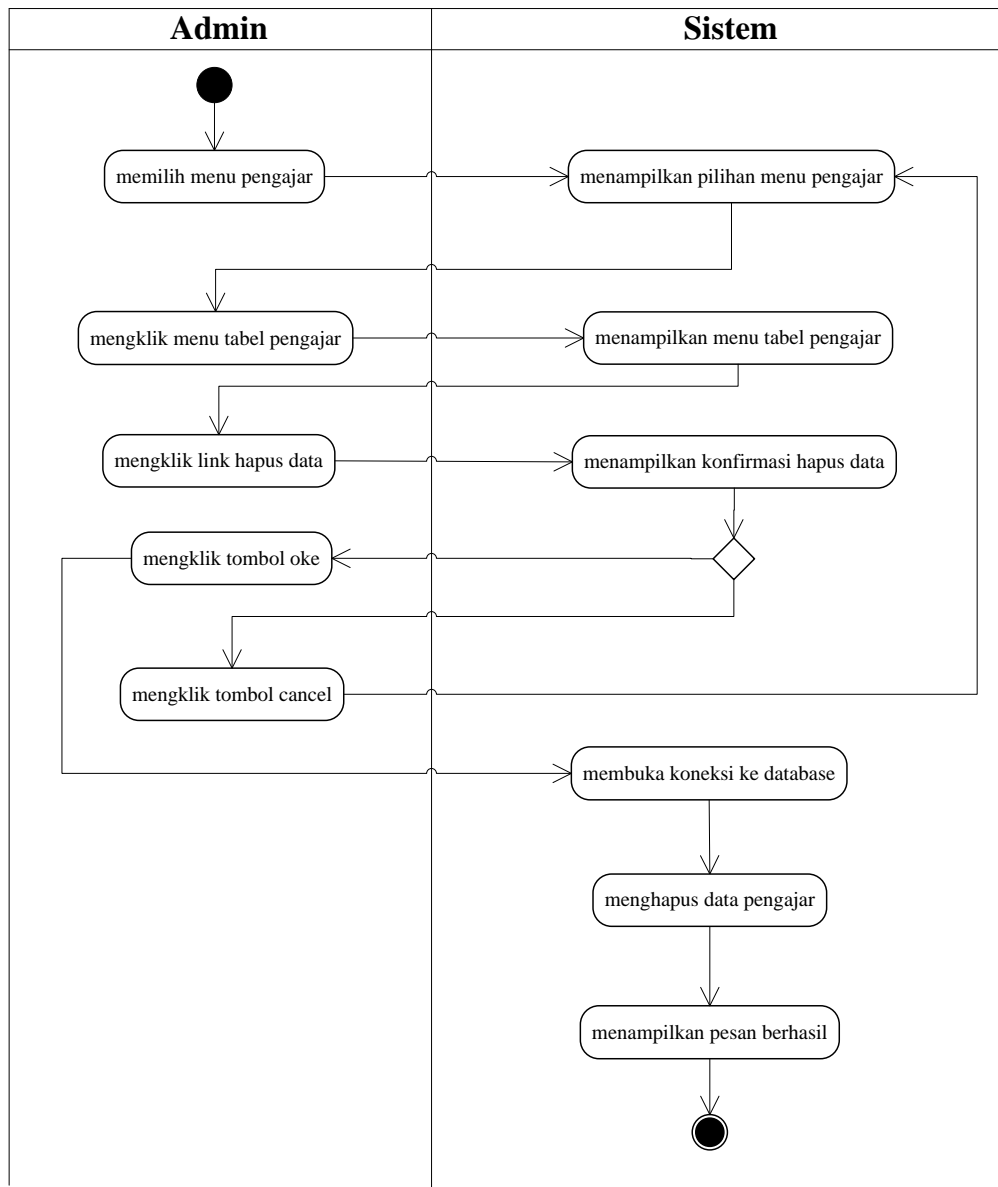 Admin
Sistem
memilih menu pengajar
menampilkan pilihan menu pengajar
mengklik menu tabel pengajar
menampilkan menu tabel pengajar
mengklik link hapus data
menampilkan konfirmasi hapus data
mengklik tombol oke
mengklik tombol cancel
membuka koneksi ke database
menghapus data pengajar
menampilkan pesan berhasil